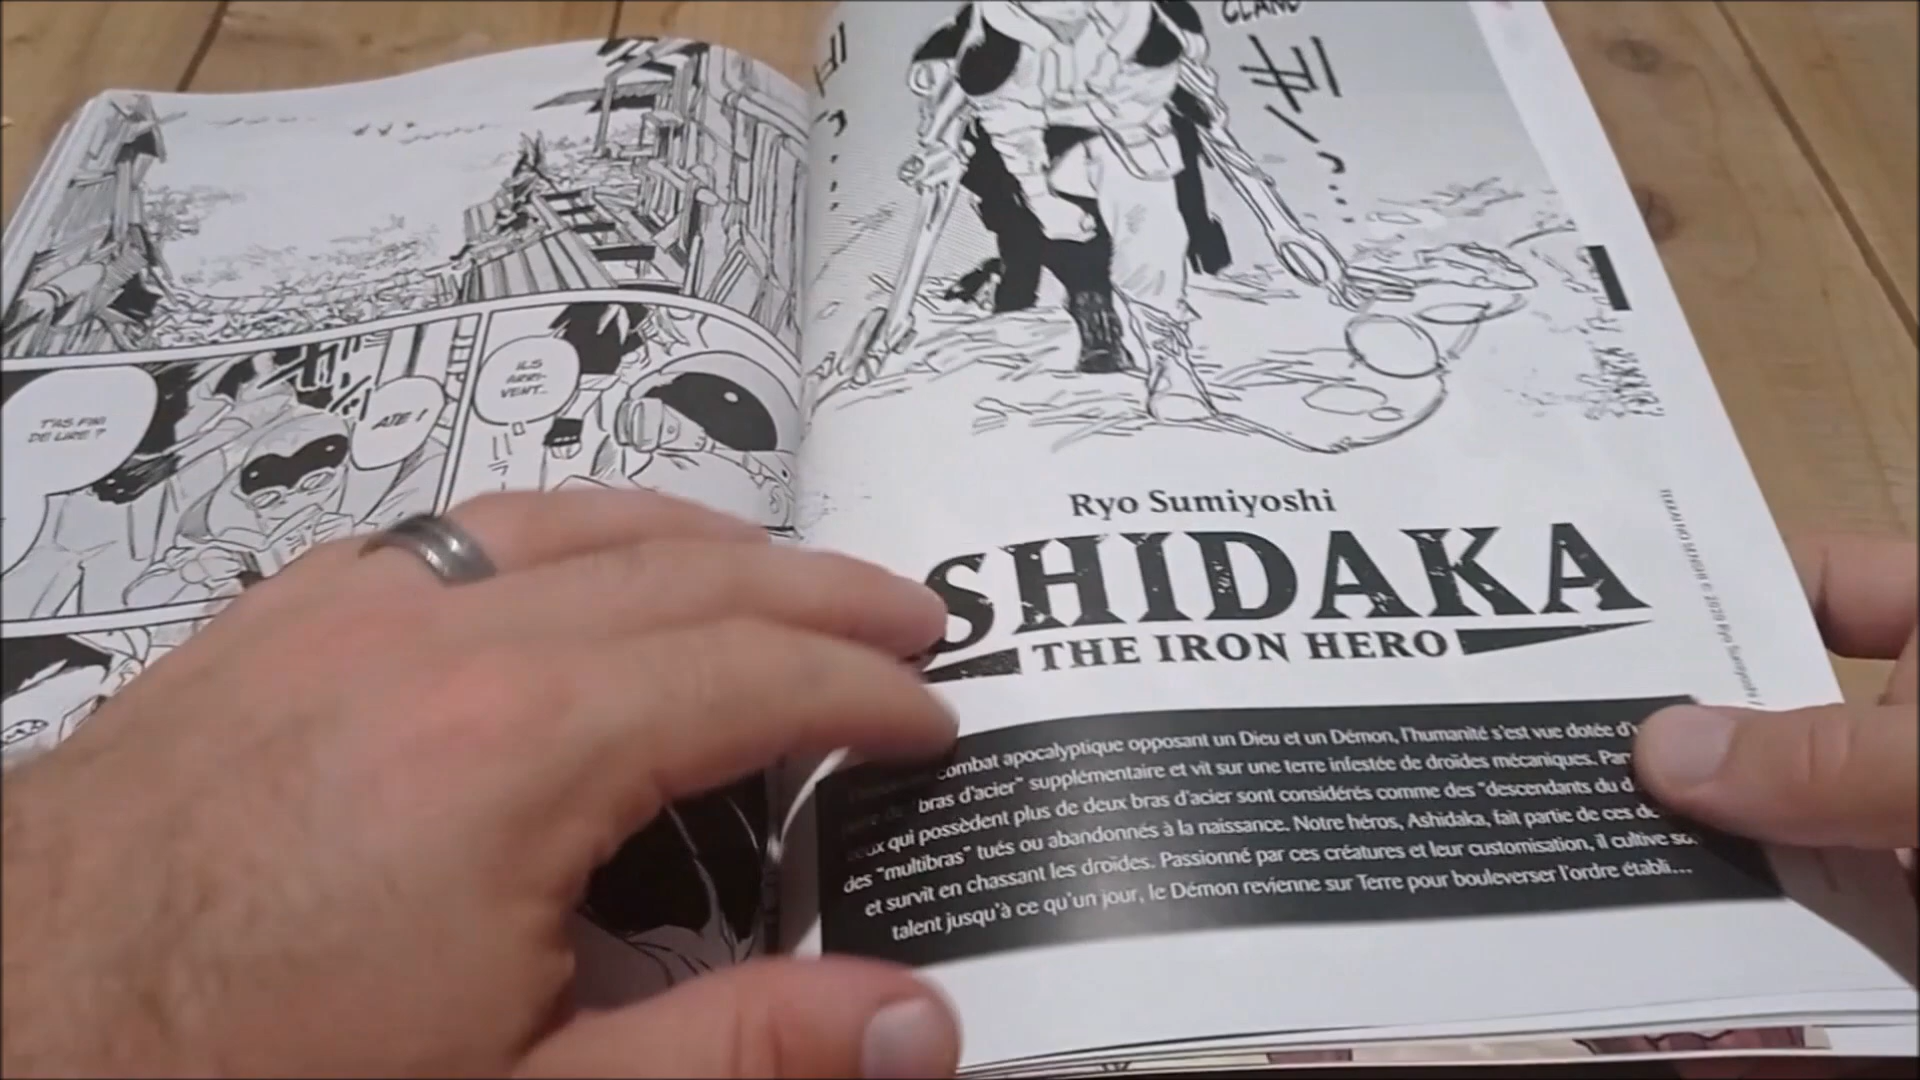 T'AS FINI
DE LIRE ?
ATE !
ILS
ARRI-
VENT...
CLANG
Ryo Sumiyoshi
SHIDAKA
THE IRON HERO
combat apocalyptique opposant un Dieu et un Démon, l'humanité s'est vue dotée d'
bras d'acier" supplémentaire et vit sur une terre infestée de droïdes mécaniques. Par
qui possèdent plus de deux bras d'acier sont considérés comme des "descendants du d
des "multibras" tués ou abandonnés à la naissance. Notre héros, Ashidaka, fait partie de ces
et survit en chassant les droïdes. Passionné par ces créatures et leur customisation, il cultive so
talent jusqu'à ce qu'un jour, le Démon revienne sur Terre pour bouleverser l'ordre établi...